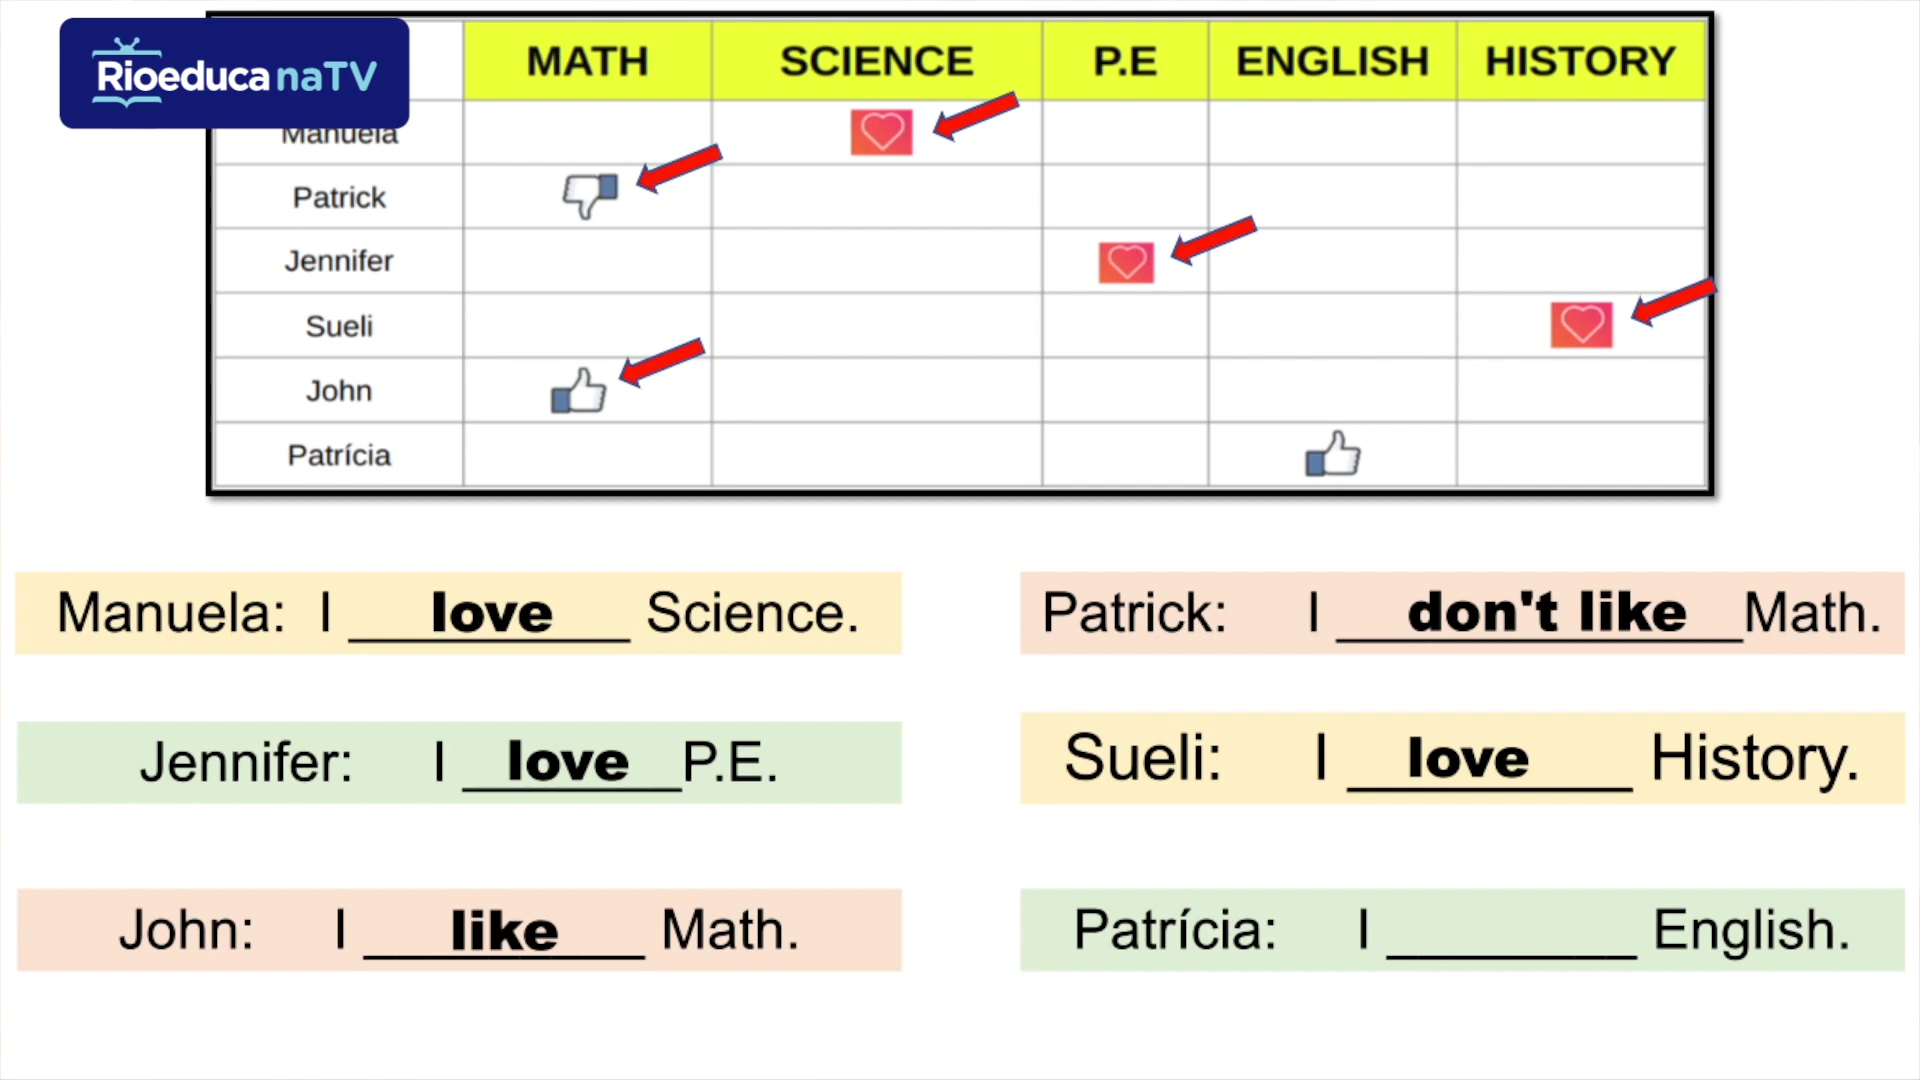 Rioeduca naTV
MATH SCIENCE P.E ENGLISH HISTORY
Manuela
Patrick
Jennifer
Sueli
John
Patrícia
Manuela: I love Science.
Patrick: I don't like Math.
Jennifer: I love P.E.
Sueli: I love History.
John: I like Math.
Patrícia: I ________ English.